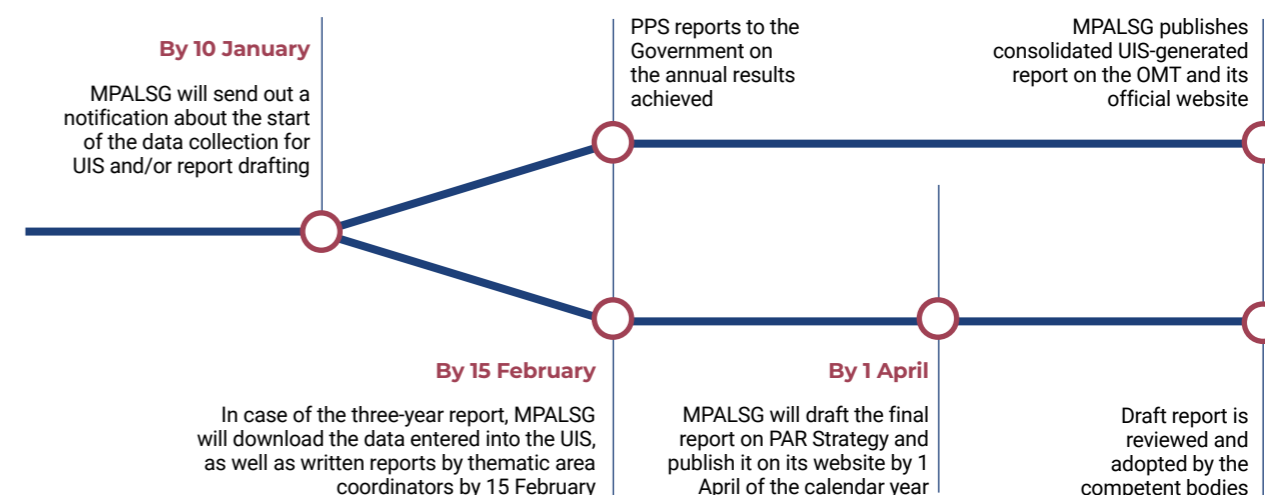 By 10 January
MPALSG will send out a
notification about the start
of the data collection for
UIS and/or report drafting
PPS reports to the
Government on
the annual results
achieved
MPALSG publishes
consolidated UIS-generated
report on the OMT and its
official website
By 15 February
In case of the three-year report, MPALSG
will download the data entered into the UIS,
as well as written reports by thematic area
coordinators by 15 February
By 1 April
MPALSG will draft the final
report on PAR Strategy and
publish it on its website by 1
April of the calendar year
Draft report is
reviewed and
adopted by the
competent bodies